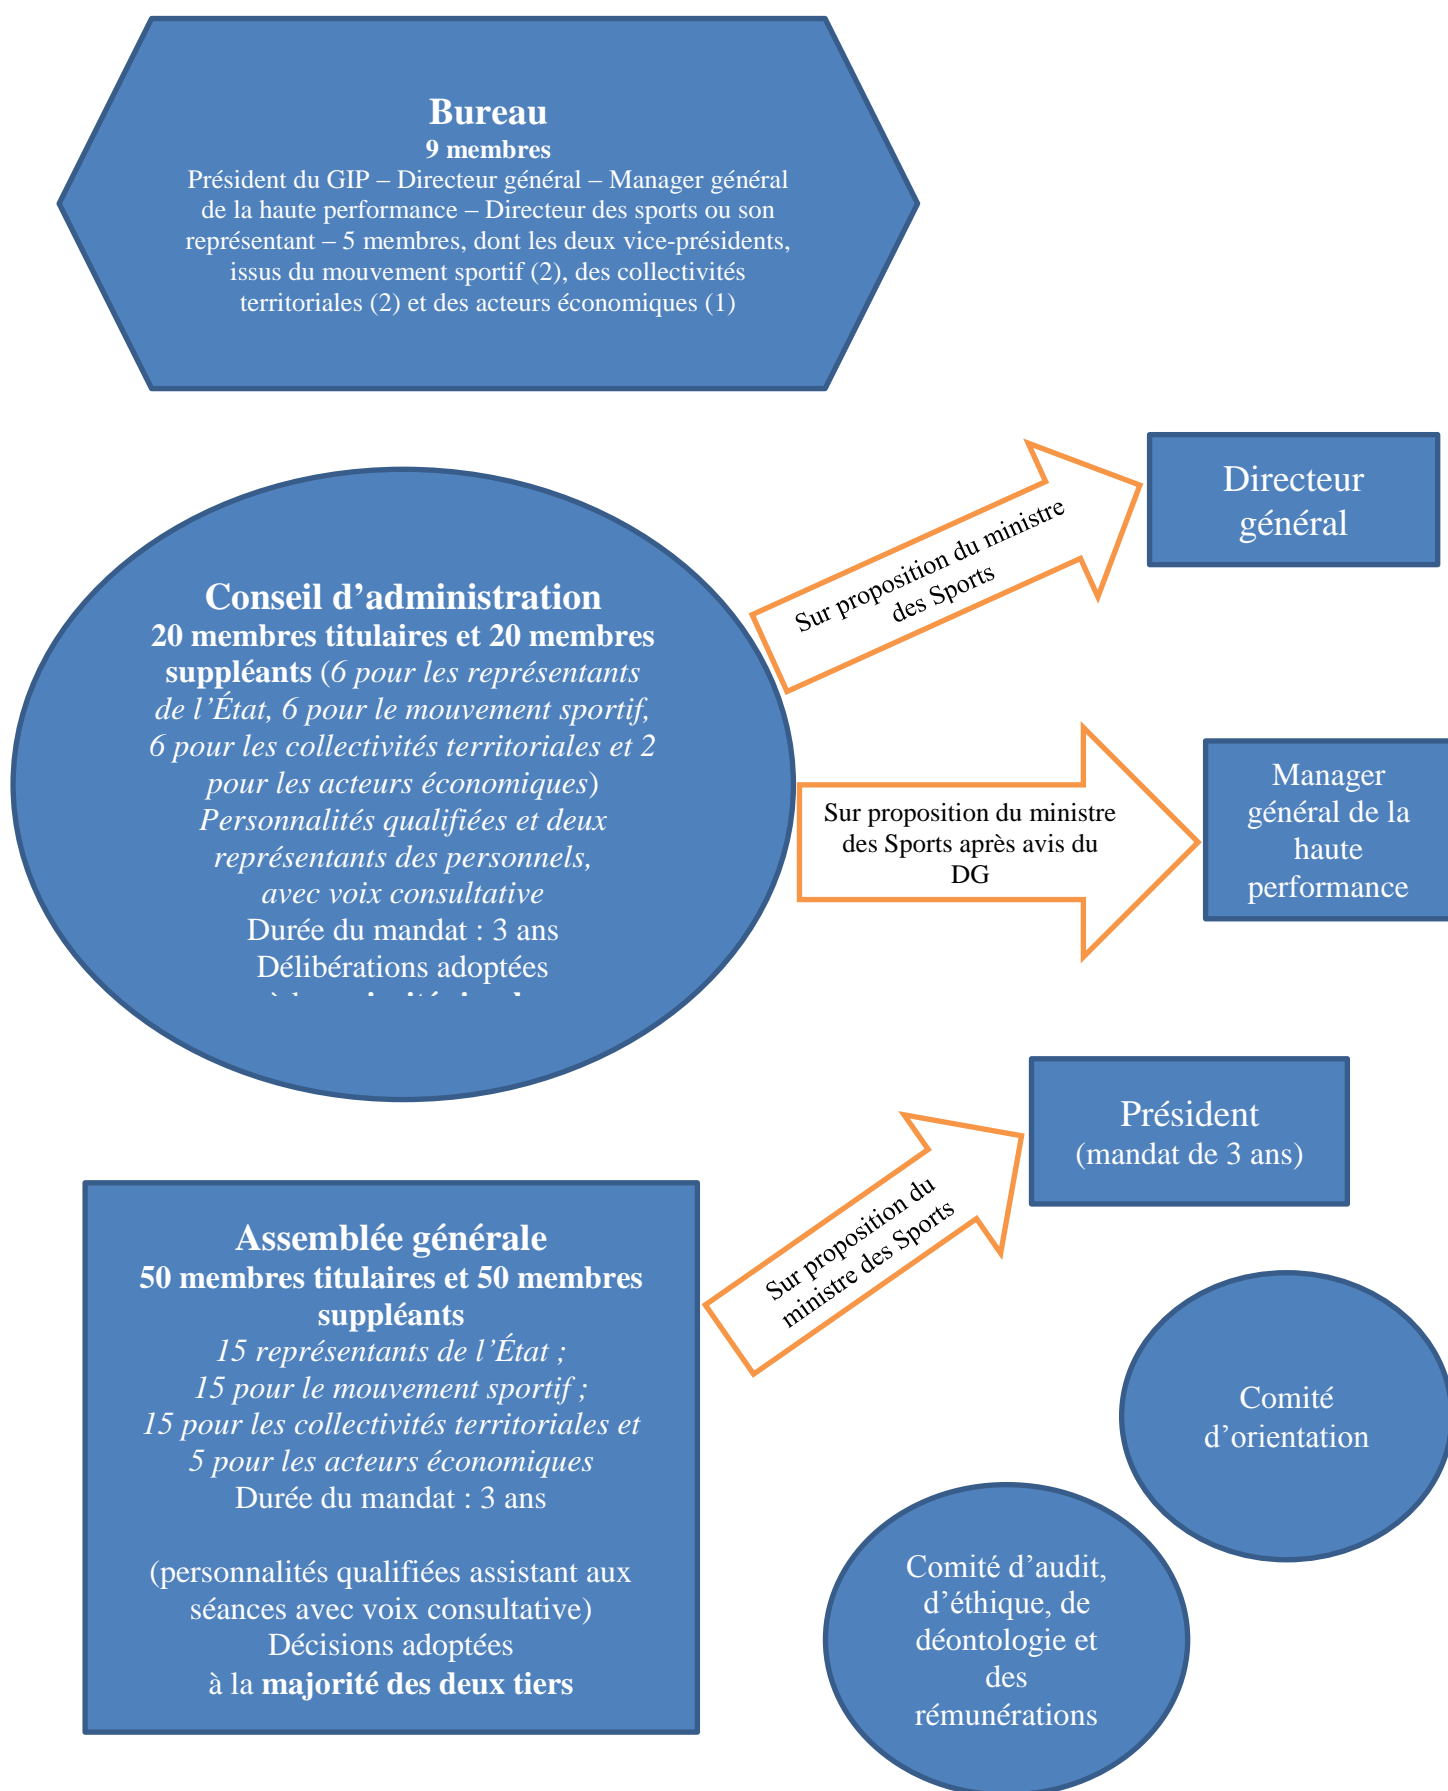 Bureau
9 membres
Président du GIP – Directeur général – Manager général
de la haute performance – Directeur des sports ou son
représentant – 5 membres, dont les deux vice-présidents,
issus du mouvement sportif (2), des collectivités
territoriales (2) et des acteurs économiques (1)
Directeur
général
Sur proposition du ministre
des Sports
Conseil d’administration
20 membres titulaires et 20 membres
suppléants (6 pour les représentants
de l’État, 6 pour le mouvement sportif,
6 pour les collectivités territoriales et 2
pour les acteurs économiques)
Personnalités qualifiées et deux
représentants des personnels,
avec voix consultative
Durée du mandat : 3 ans
Délibérations adoptées
Sur proposition du ministre
des Sports après avis du
DG
Manager
général de la
haute
performance
Président
(mandat de 3 ans)
Sur proposition du
ministre des Sports
Assemblée générale
50 membres titulaires et 50 membres
suppléants
15 représentants de l’État ;
15 pour le mouvement sportif ;
15 pour les collectivités territoriales et
5 pour les acteurs économiques
Durée du mandat : 3 ans
(personnalités qualifiées assistant aux
séances avec voix consultative)
Décisions adoptées
à la majorité des deux tiers
Comité
d’orientation
Comité d’audit,
d’éthique, de
déontologie et
des
rémunérations